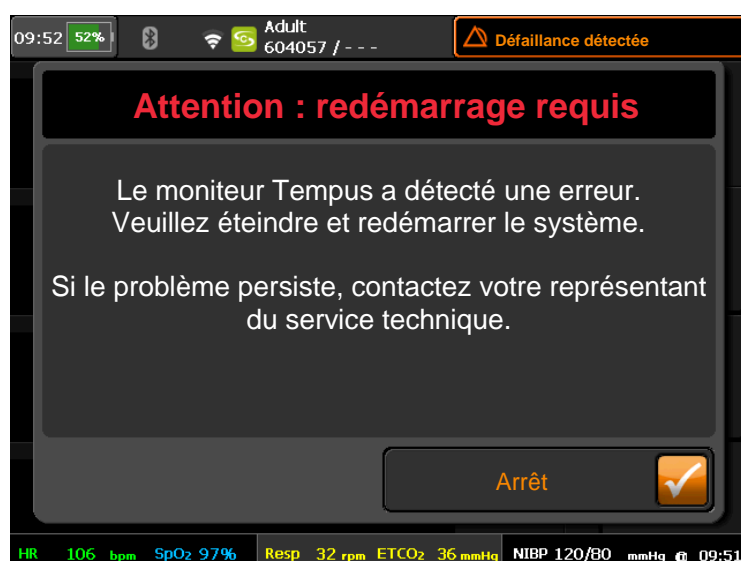 09:52 52% Adult
604057 / - - -
Défaillance détectée
Attention : redémarrage requis
Le moniteur Tempus a détecté une erreur.
Veuillez éteindre et redémarrer le système.
Si le problème persiste, contactez votre représentant
du service technique.
Arrêt
HR 106 bpm SpO₂ 97% Resp 32 rpm ETCO₂ 36 mmHg NIBP 120/80 mmHg @ 09:51